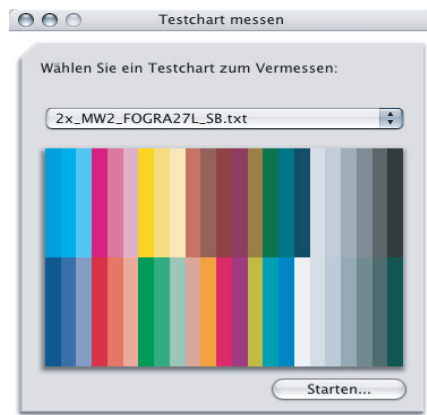 Testchart messen
Wählen Sie ein Testchart zum Vermessen:
2x_MW2_FOGRA27L_SB.txt
Starten...